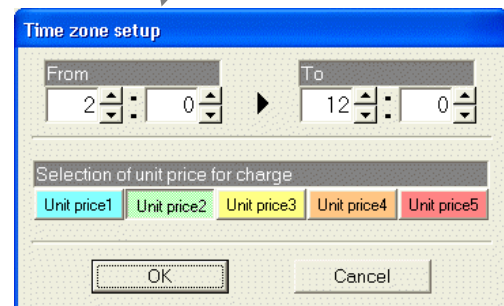 Time zone setup
From To
2 : 0 12 : 0
Selection of unit price for charge
Unit price1 Unit price2 Unit price3 Unit price4 Unit price5
OK Cancel